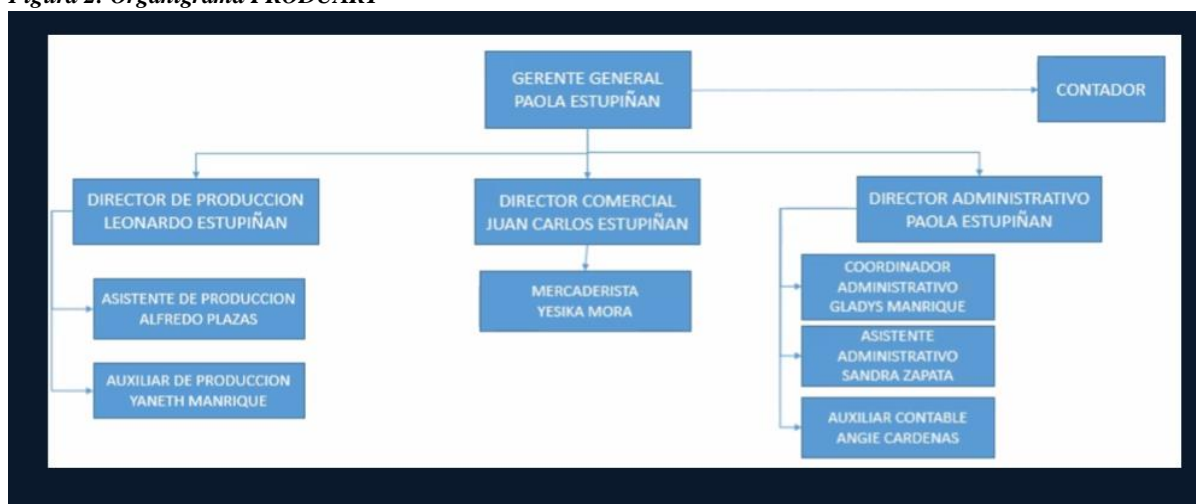 Figura 2. Organigrama PRODUART
GERENTE GENERAL
PAOLA ESTUPIÑAN
CONTADOR
DIRECTOR DE PRODUCCION
LEONARDO ESTUPIÑAN
DIRECTOR COMERCIAL
JUAN CARLOS ESTUPIÑAN
DIRECTOR ADMINISTRATIVO
PAOLA ESTUPIÑAN
ASISTENTE DE PRODUCCION
ALFREDO PLAZAS
AUXILIAR DE PRODUCCION
YANETH MANRIQUE
MERCADERISTA
YESIKA MORA
COORDINADOR
ADMINISTRATIVO
GLADYS MANRIQUE
ASISTENTE
ADMINISTRATIVO
SANDRA ZAPATA
AUXILIAR CONTABLE
ANGIE CARDENAS